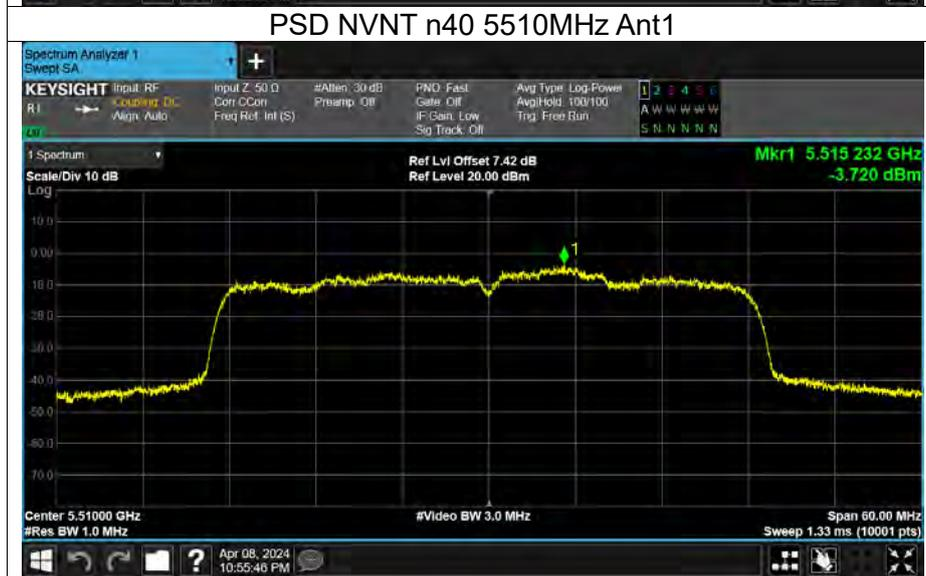 PSD NVNT n40 5510MHz Ant1
Spectrum Analyzer 1
Swept SA
+
KEYSIGHT Input: RF
Coupling: DC
Align: Auto
Input Z: 50 Ω
Corr CCorr
Freq Ref: Int (S)
#Atten: 30 dB
Preamp: Off
PNO: Fast
Gate: Off
IF Gain: Low
Sig Track: Off
Avg Type: Log-Power
Avg|Hold: 100/100
Trig: Free Run
1 2 3 4 5 6
A W W W W W
S N N N N N
1 Spectrum
Scale/Div 10 dB
Log
Ref Lvl Offset 7.42 dB
Ref Level 20.00 dBm
Mkr1 5.515 232 GHz
-3.720 dBm
10.0
0.00
-10.0
-20.0
-30.0
-40.0
-50.0
-60.0
-70.0
1
Center 5.51000 GHz
#Res BW 1.0 MHz
#Video BW 3.0 MHz
Span 60.00 MHz
Sweep 1.33 ms (10001 pts)
?
Apr 08, 2024
10:55:46 PM